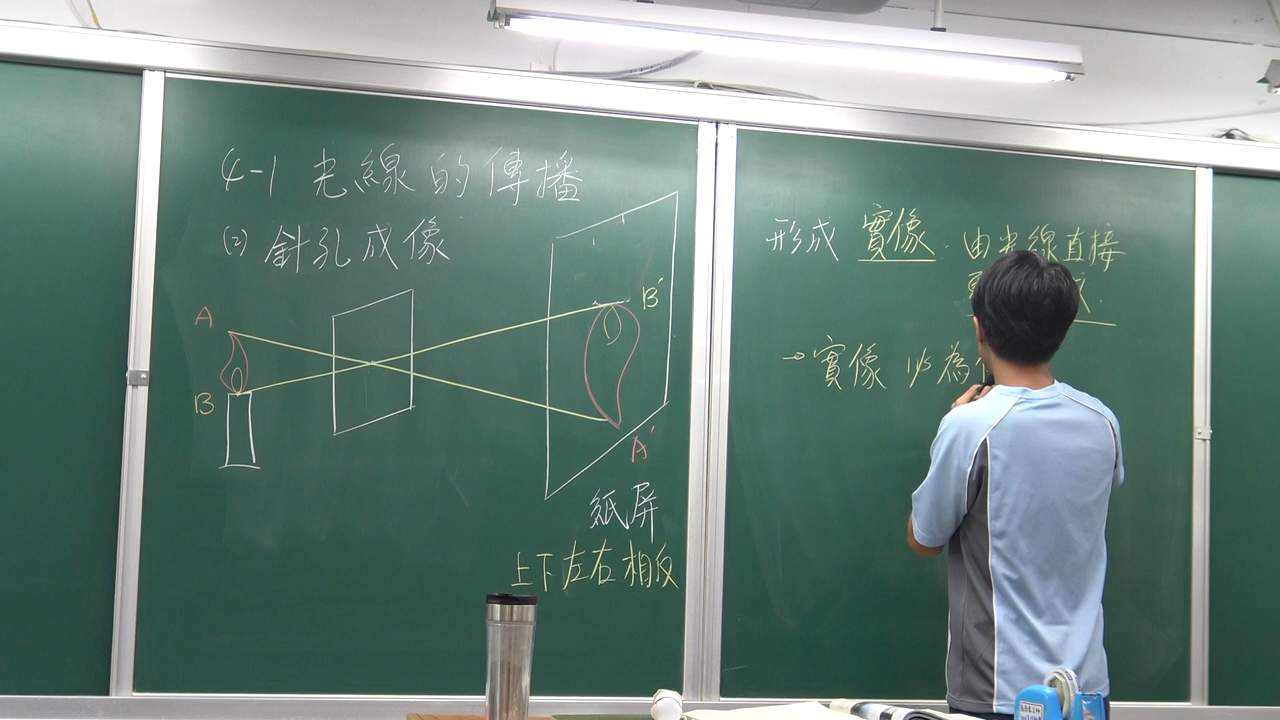 4-1 光線的傳播
(2) 針孔成像
A
B
B′
A′
紙屏
上下左右相反
形成 實像. 由光線直接
→實像 必為